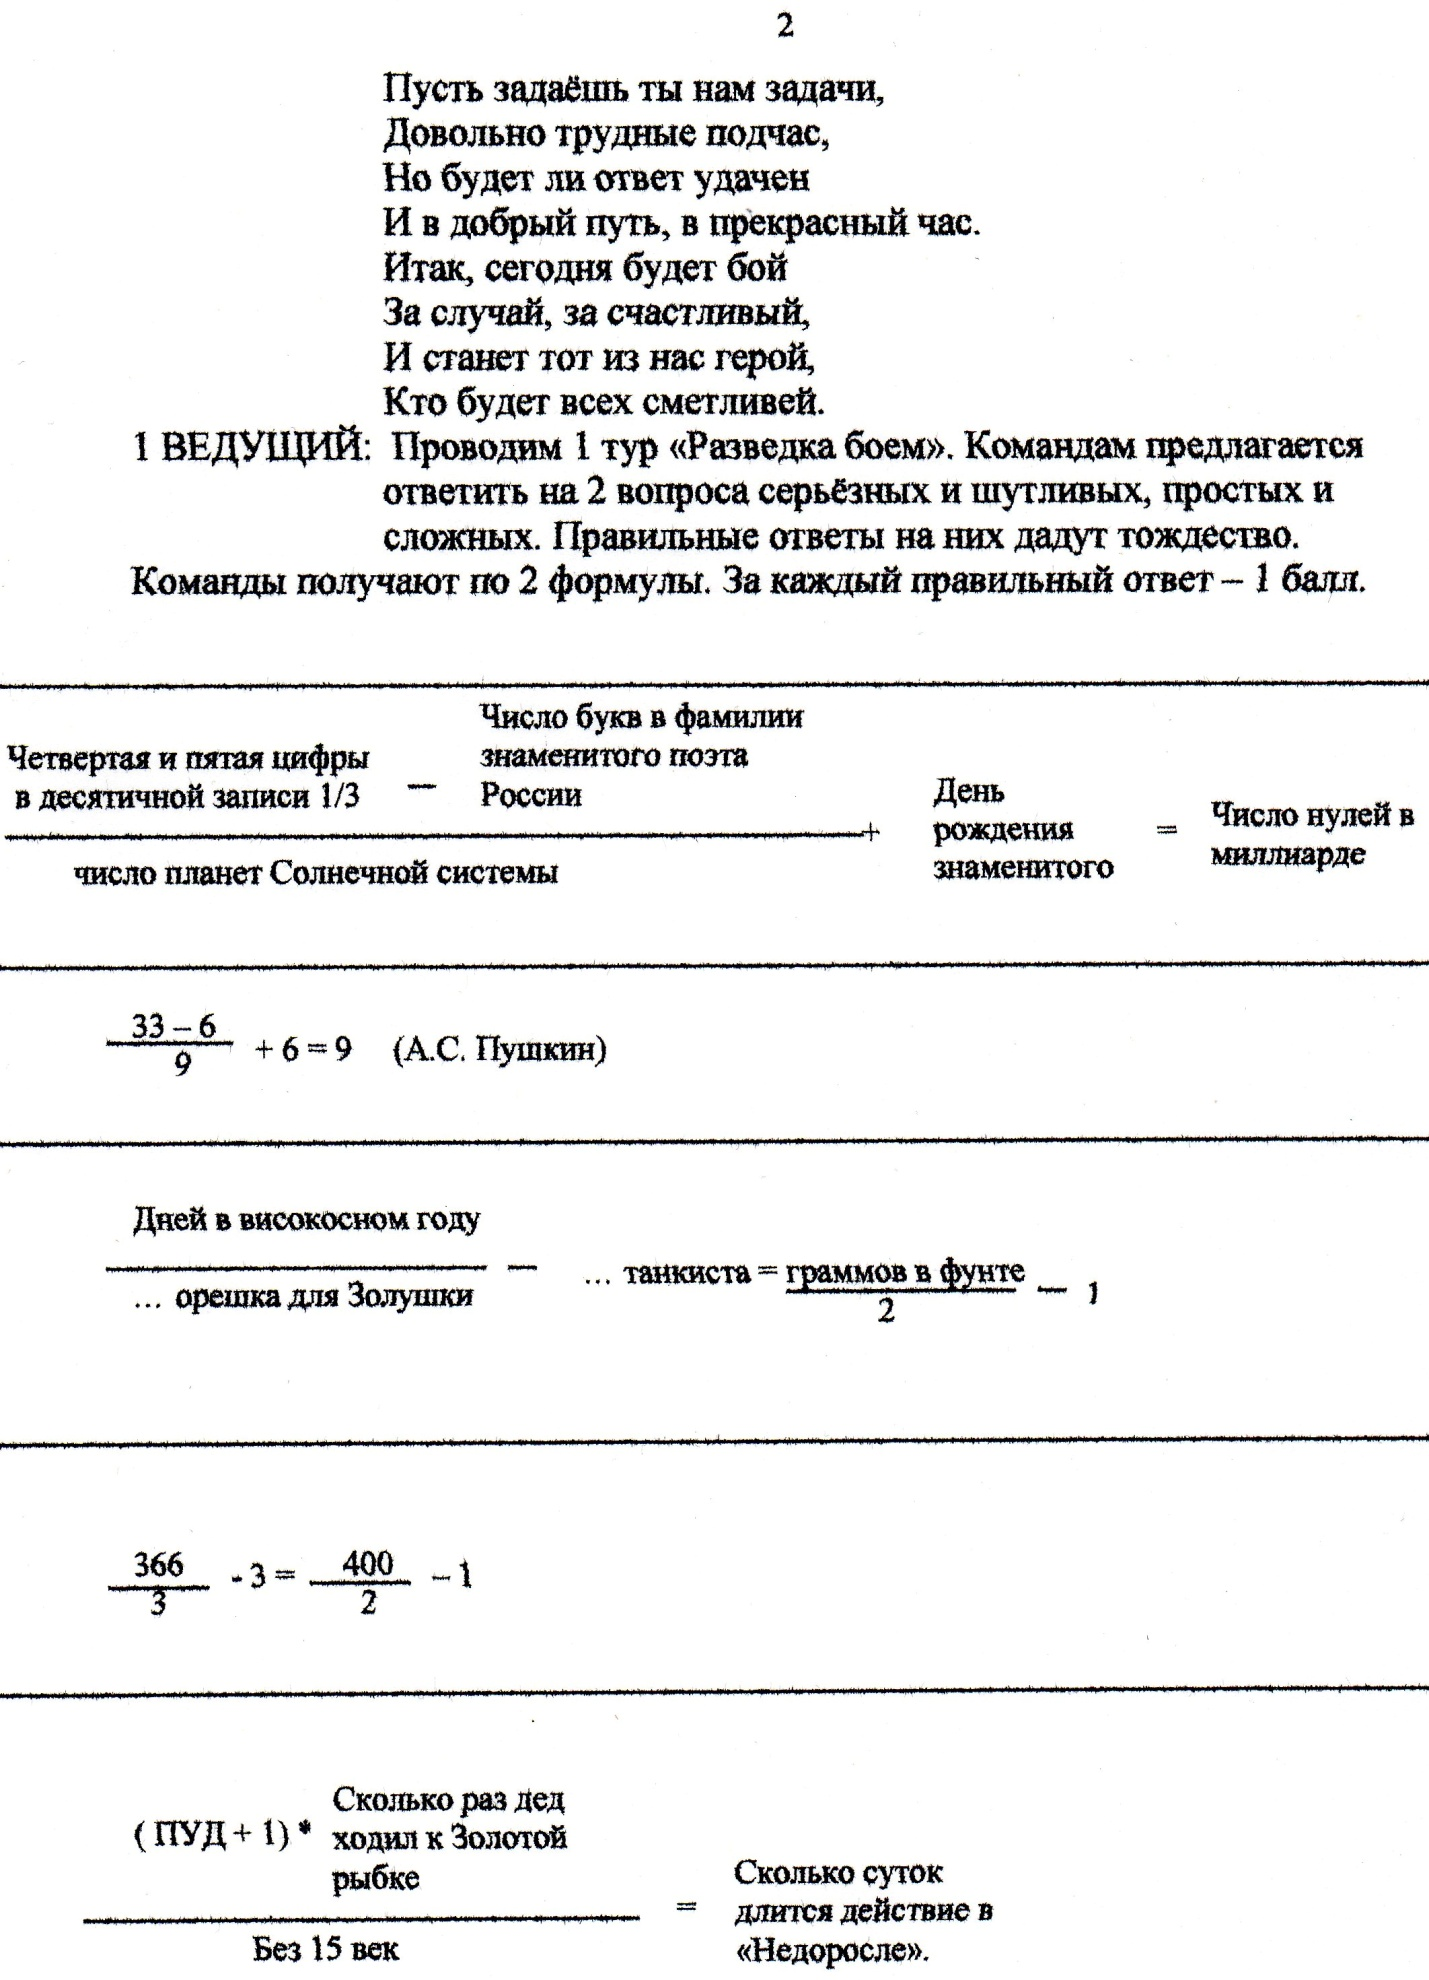 2
Пусть задаёшь ты нам задачи,
Довольно трудные подчас,
Но будет ли ответ удачен
И в добрый путь, в прекрасный час.
Итак, сегодня будет бой
За случай, за счастливый,
И станет тот из нас герой,
Кто будет всех сметливей.
1 ВЕДУЩИЙ: Проводим 1 тур «Разведка боем». Командам предлагается
ответить на 2 вопроса серьёзных и шутливых, простых и
сложных. Правильные ответы на них дадут тождество.
Команды получают по 2 формулы. За каждый правильный ответ – 1 балл.
Четвертая и пятая цифры
в десятичной записи 1/3
—
Число букв в фамилии
знаменитого поэта
России
число планет Солнечной системы
+
День
рождения
знаменитого
=
Число нулей в
миллиарде
33 – 6
9
+ 6 = 9 (А.С. Пушкин)
Дней в високосном году
… орешка для Золушки
— … танкиста = граммов в фунте — 1
2
366
3
- 3 =
400
2
– 1
( ПУД + 1) *
Сколько раз дед
ходил к Золотой
рыбке
Без 15 век
=
Сколько суток
длится действие в
«Недоросле».